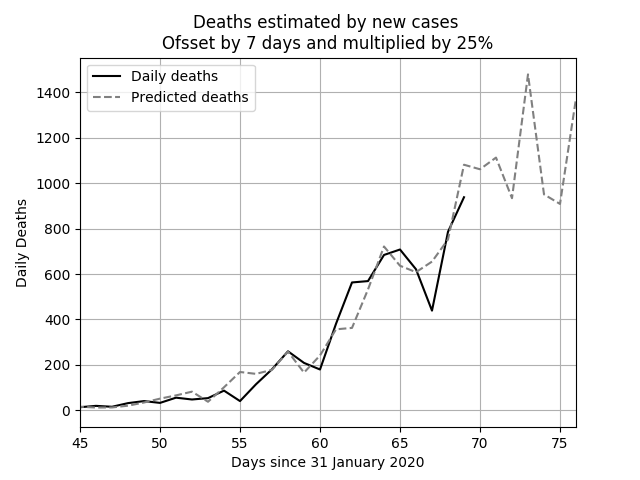 Deaths estimated by new cases
Ofsset by 7 days and multiplied by 25%
Daily deaths
Predicted deaths
1400
1200
1000
800
600
400
200
0
Daily Deaths
45 50 55 60 65 70 75
Days since 31 January 2020